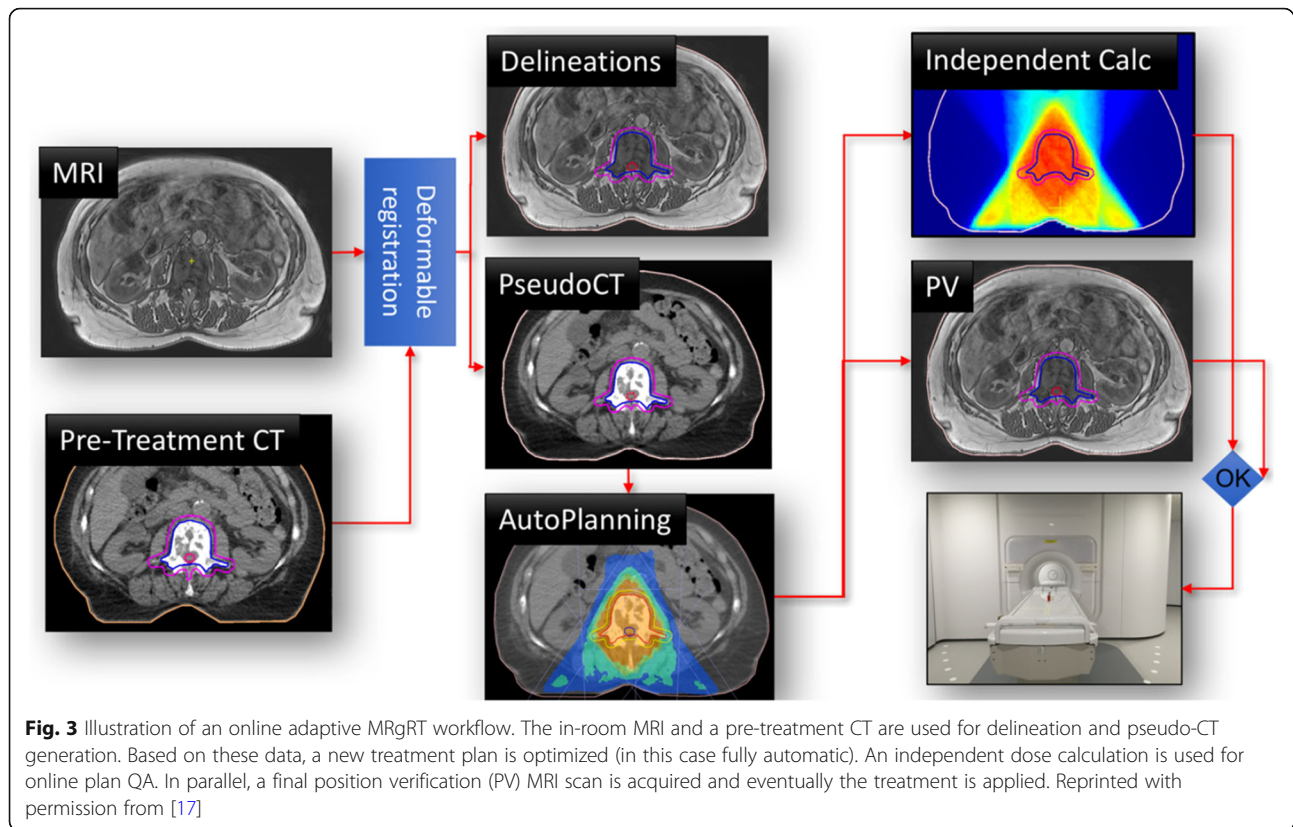 MRI
Pre-Treatment CT
Deformable
registration
Delineations
PseudoCT
AutoPlanning
Independent Calc
PV
OK
Fig. 3 Illustration of an online adaptive MRgRT workflow. The in-room MRI and a pre-treatment CT are used for delineation and pseudo-CT
generation. Based on these data, a new treatment plan is optimized (in this case fully automatic). An independent dose calculation is used for
online plan QA. In parallel, a final position verification (PV) MRI scan is acquired and eventually the treatment is applied. Reprinted with
permission from [17]